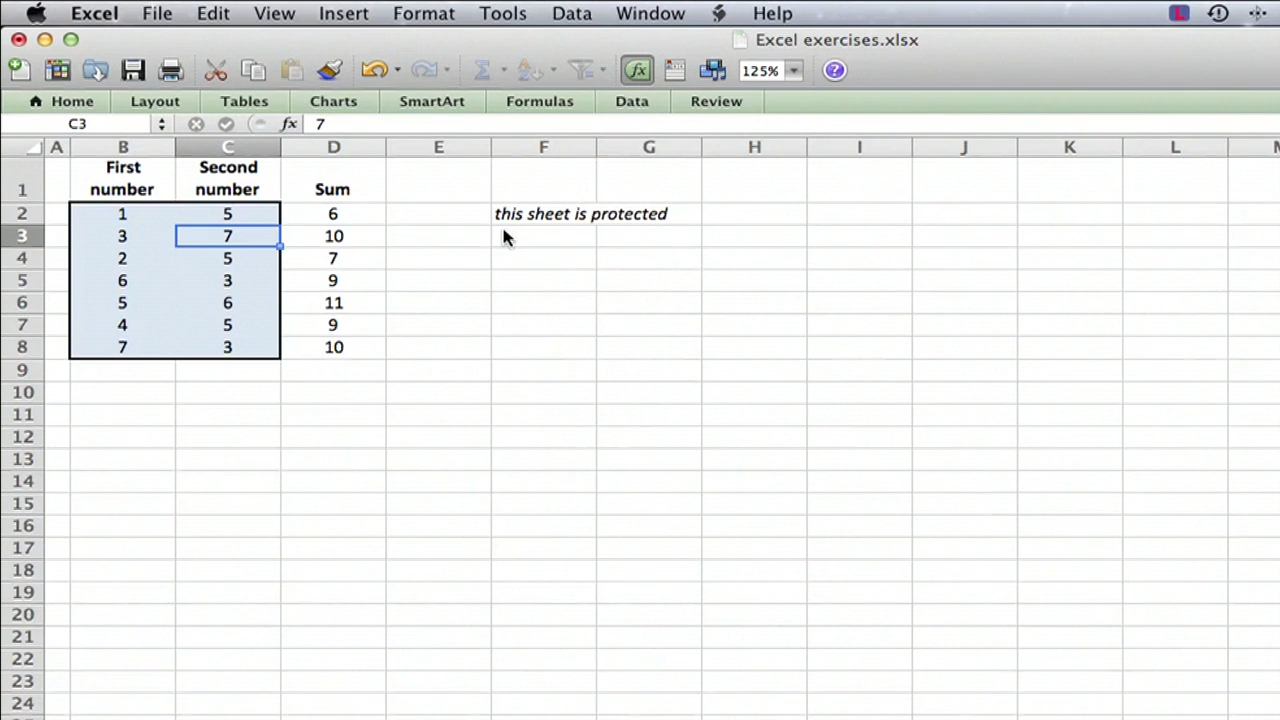 Excel File Edit View Insert Format Tools Data Window Help
Excel exercises.xlsx
fx 125% ?
Home Layout Tables Charts SmartArt Formulas Data Review
C3 fx 7
A B C D E F G H I J K L M
First Second
number number Sum
1
2 1 5 6 this sheet is protected
3 3 7 10
4 2 5 7
5 6 3 9
6 5 6 11
7 4 5 9
8 7 3 10
9
10
11
12
13
14
15
16
17
18
19
20
21
22
23
24